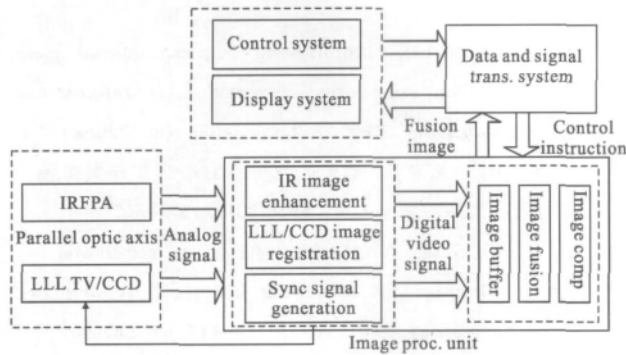 Control system
Display system
Data and signal
trans. system
Fusion
image
Control
instruction
IRFPA
Parallel optic axis
LLL TV/CCD
Analog
signal
IR image
enhancement
LLL/CCD image
registration
Sync signal
generation
Digital
video
signal
Image buffer
Image fusion
Image comp
Image proc. unit